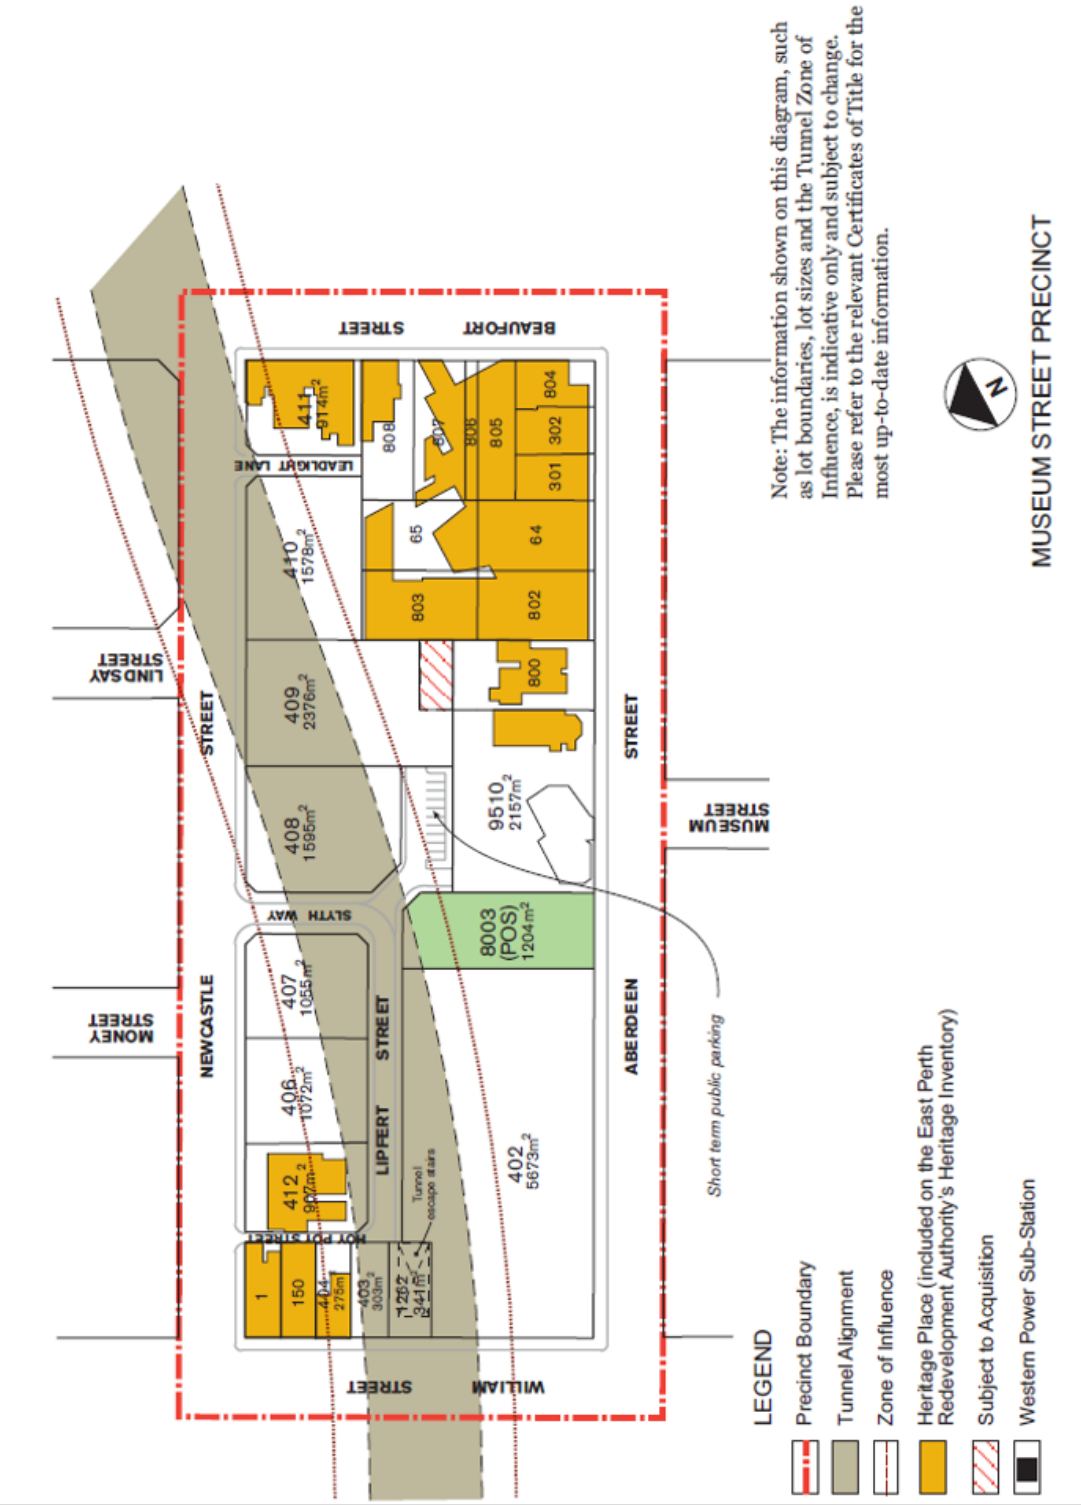 MONEY
STREET
LINDSAY
STREET
NEWCASTLE
STREET
WILLIAM
STREET
BEAUFORT
STREET
HOY POY STREET
SLYTH WAY
LEADLIGHT LANE
LIPFERT STREET
1
150
404
275m²
403
303m²
1262
341m²
Tunnel
escape stairs
412
907m²
406
1072m²
407
1055m²
408
1595m²
409
2376m²
410
1578m²
411
914m²
808
807
806
805
804
302
301
65
64
803
802
800
9510
2157m²
8003
(POS)
1204m²
402
5673m²
ABERDEEN
STREET
MUSEUM
STREET
Short term public parking
LEGEND
Precinct Boundary
Tunnel Alignment
Zone of Influence
Heritage Place (included on the East Perth
Redevelopment Authority's Heritage Inventory)
Subject to Acquisition
Western Power Sub-Station
Note: The information shown on this diagram, such
as lot boundaries, lot sizes and the Tunnel Zone of
Influence, is indicative only and subject to change.
Please refer to the relevant Certificates of Title for the
most up-to-date information.
N
MUSEUM STREET PRECINCT